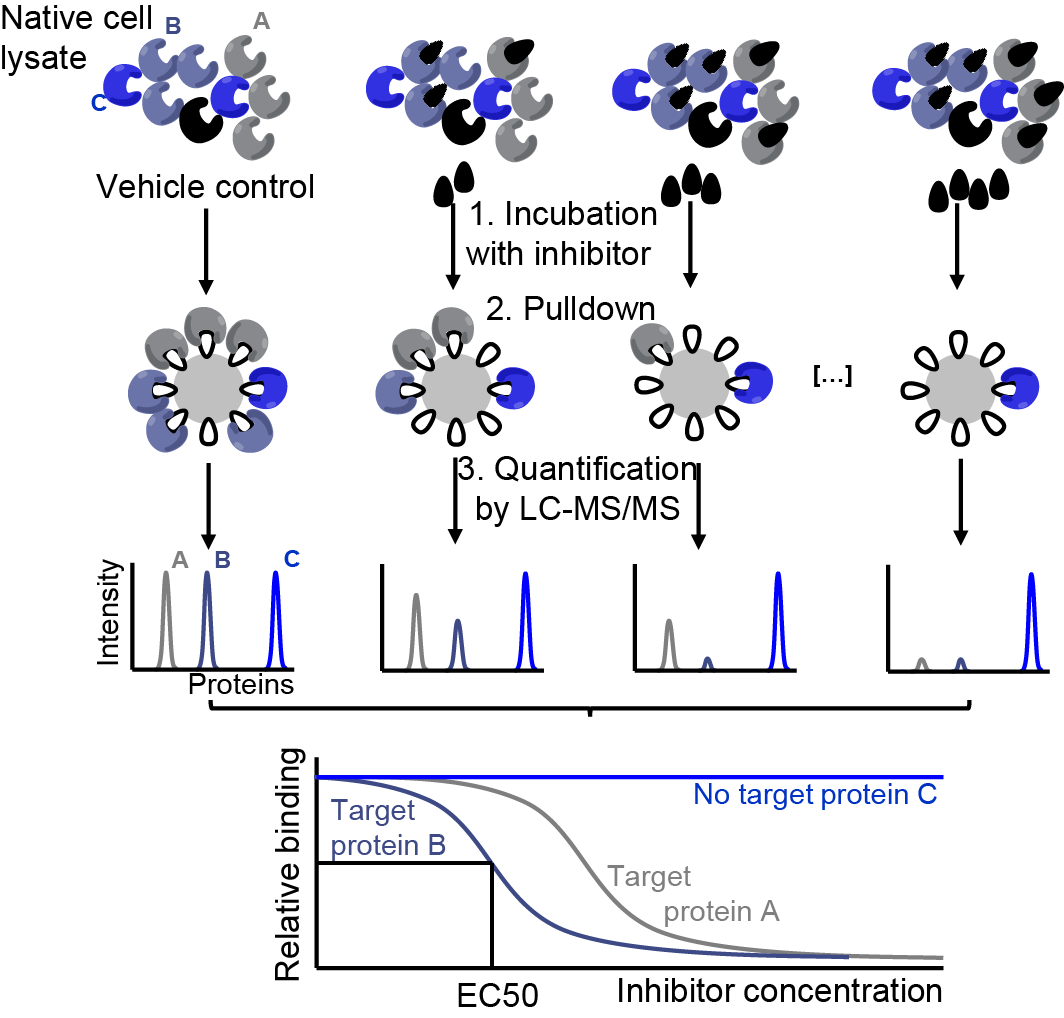 Native cell
lysate
B
A
C
Vehicle control
1. Incubation
with inhibitor
2. Pulldown
[...]
3. Quantification
by LC-MS/MS
A
B
C
Intensity
Proteins
Relative binding
No target protein C
Target
protein B
Target
protein A
EC50
Inhibitor concentration